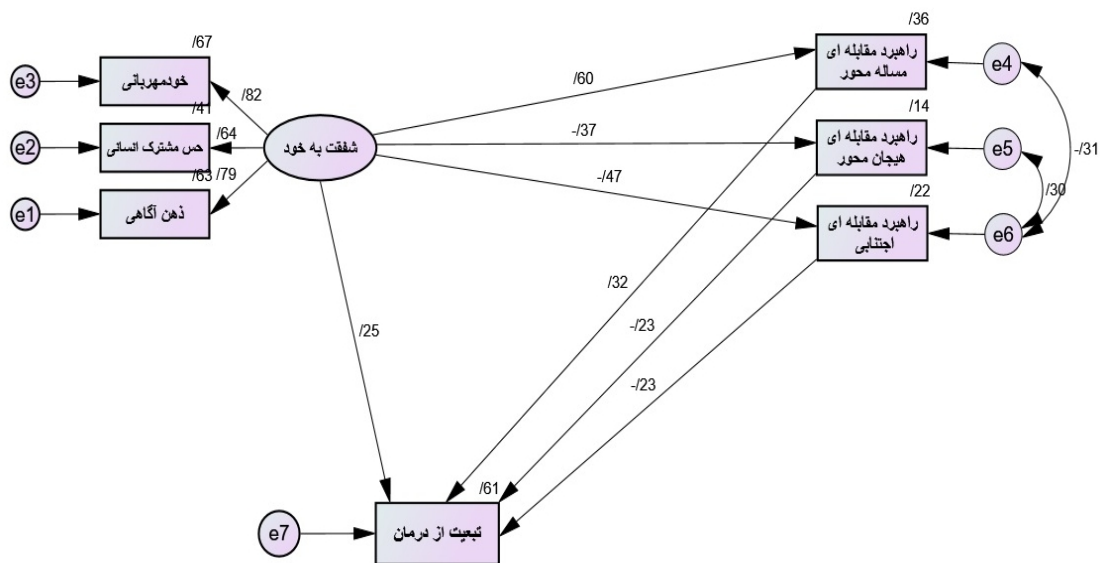 /36
راهبرد مقابله ای
مساله محور
e4
/67
خودمهربانی
e3
/82
/60
/41
/14
حس مشترک انسانی
e2
/64
شفقت به خود
-/37
راهبرد مقابله ای
هیجان محور
e5
-/31
/63
/79
-/47
/30
ذهن آگاهی
e1
/22
راهبرد مقابله ای
اجتنابی
e6
/32
/25
-/23
-/23
/61
تبعیت از درمان
e7